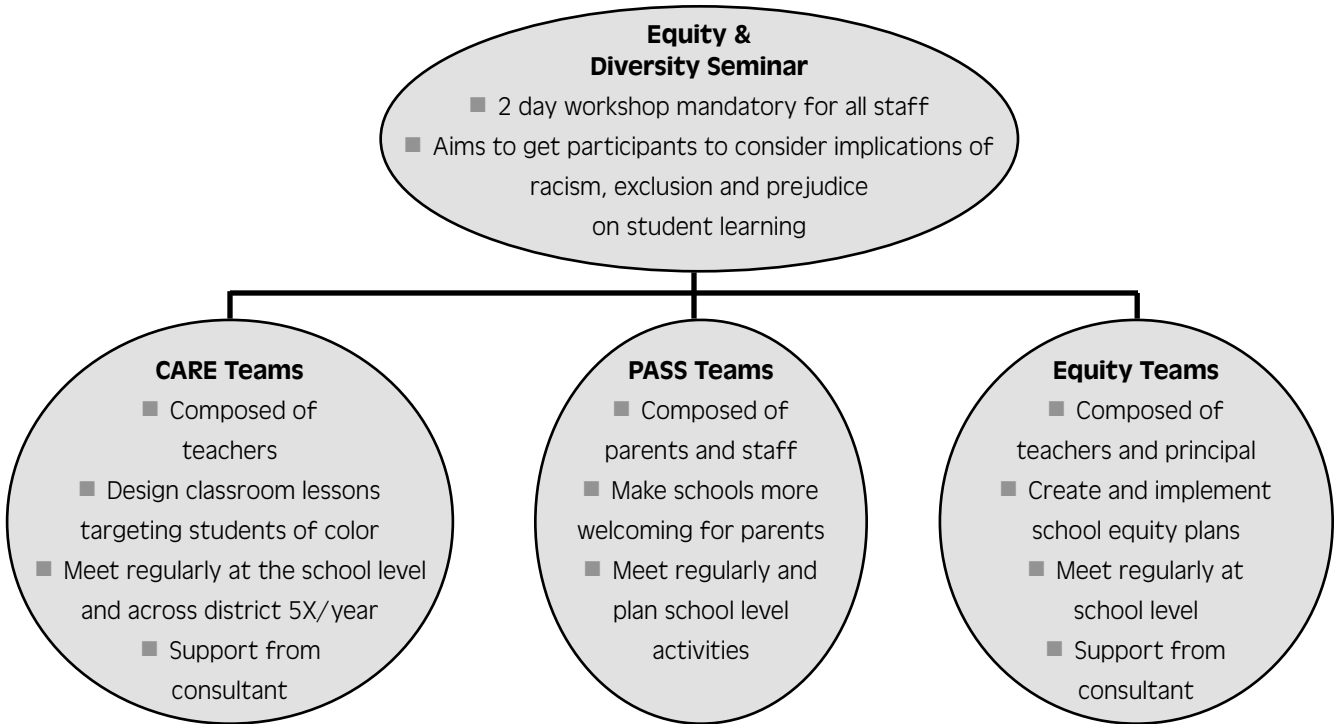 Equity &
Diversity Seminar
■ 2 day workshop mandatory for all staff
■ Aims to get participants to consider implications of
racism, exclusion and prejudice
on student learning
CARE Teams
■ Composed of
teachers
■ Design classroom lessons
targeting students of color
■ Meet regularly at the school level
and across district 5X/year
■ Support from
consultant
PASS Teams
■ Composed of
parents and staff
■ Make schools more
welcoming for parents
■ Meet regularly and
plan school level
activities
Equity Teams
■ Composed of
teachers and principal
■ Create and implement
school equity plans
■ Meet regularly at
school level
■ Support from
consultant